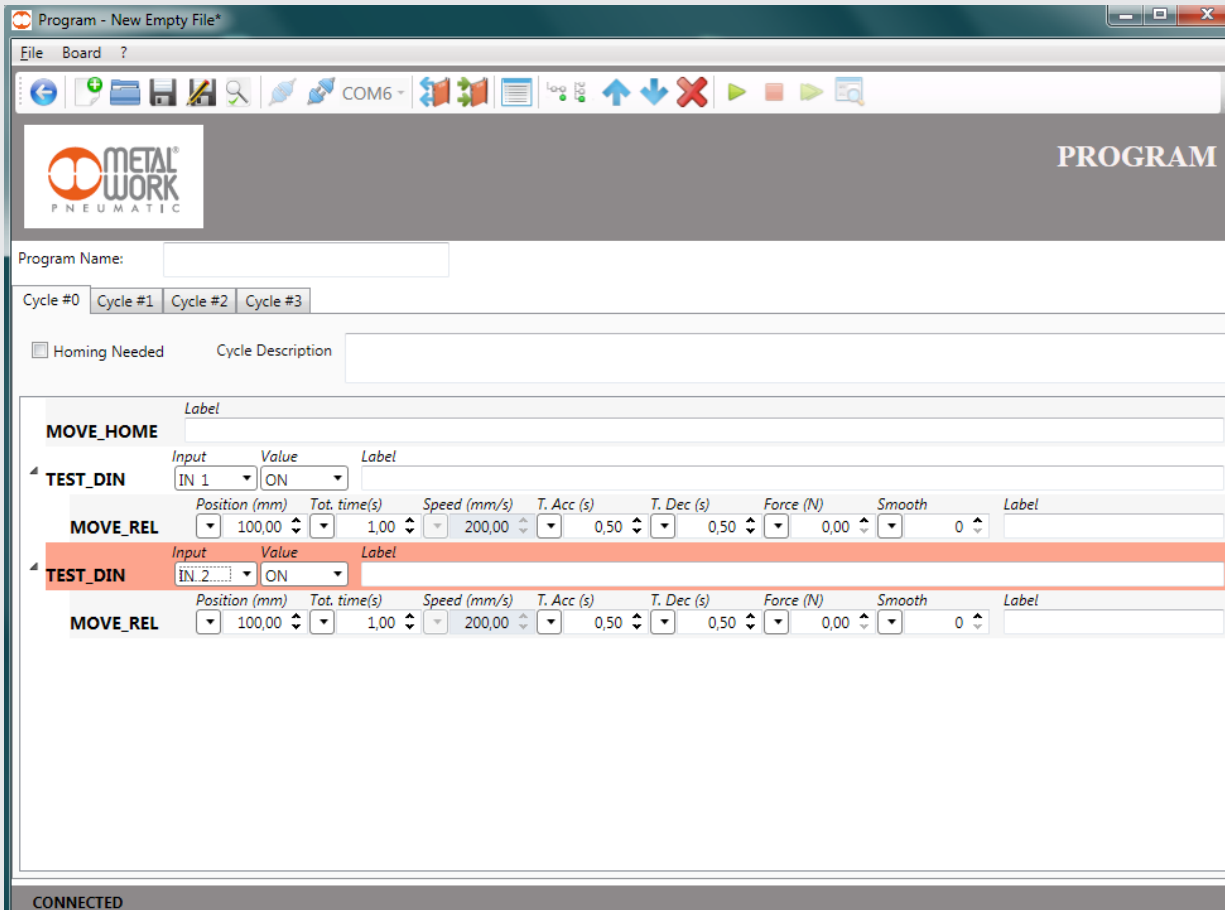 Program - New Empty File*
File Board ?
COM6
METAL®
WORK
PNEUMATIC
PROGRAM
Program Name:
Cycle #0 Cycle #1 Cycle #2 Cycle #3
Homing Needed Cycle Description
Label
MOVE_HOME
Input Value Label
TEST_DIN IN 1 ON
Position (mm) Tot. time(s) Speed (mm/s) T. Acc (s) T. Dec (s) Force (N) Smooth Label
MOVE_REL 100,00 1,00 200,00 0,50 0,50 0,00 0
Input Value Label
TEST_DIN IN 2 ON
Position (mm) Tot. time(s) Speed (mm/s) T. Acc (s) T. Dec (s) Force (N) Smooth Label
MOVE_REL 100,00 1,00 200,00 0,50 0,50 0,00 0
CONNECTED